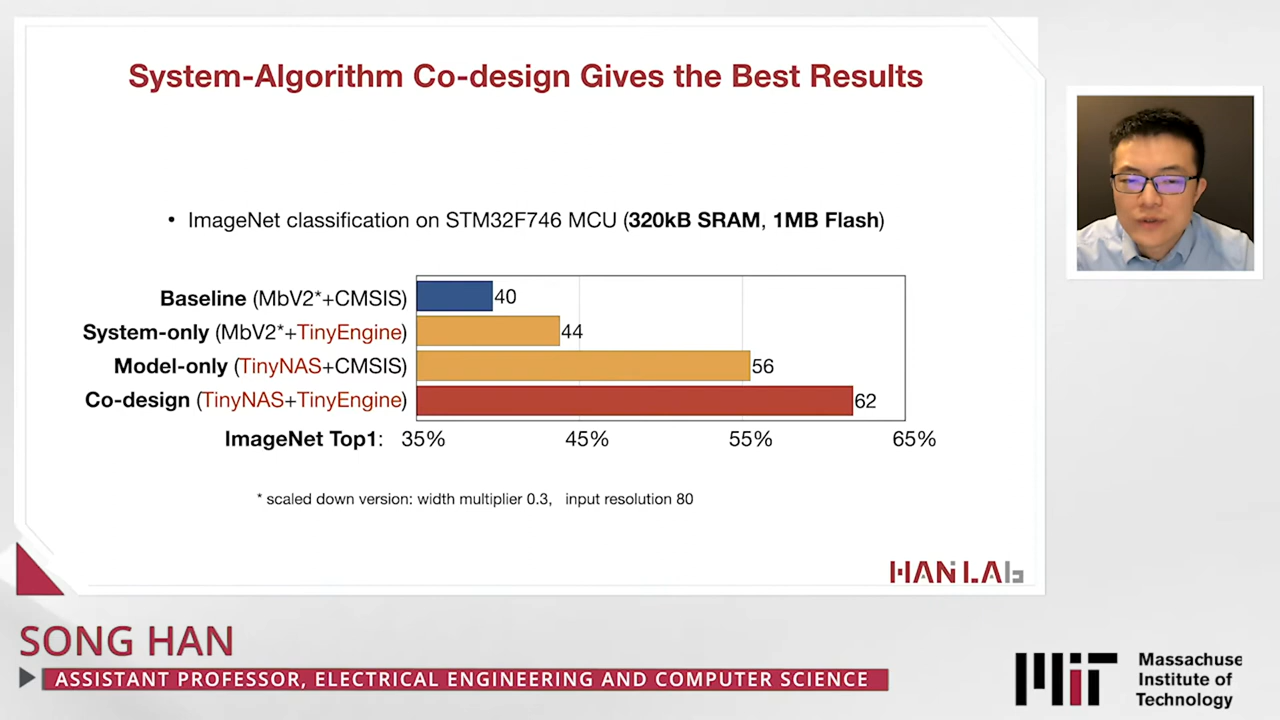 System-Algorithm Co-design Gives the Best Results
• ImageNet classification on STM32F746 MCU (320kB SRAM, 1MB Flash)
Baseline (MbV2*+CMSIS) 40
System-only (MbV2*+TinyEngine) 44
Model-only (TinyNAS+CMSIS) 56
Co-design (TinyNAS+TinyEngine) 62
ImageNet Top1: 35% 45% 55% 65%
* scaled down version: width multiplier 0.3, input resolution 80
HAN LAb
SONG HAN
ASSISTANT PROFESSOR, ELECTRICAL ENGINEERING AND COMPUTER SCIENCE
MIT
Massachuse
Institute of
Technology